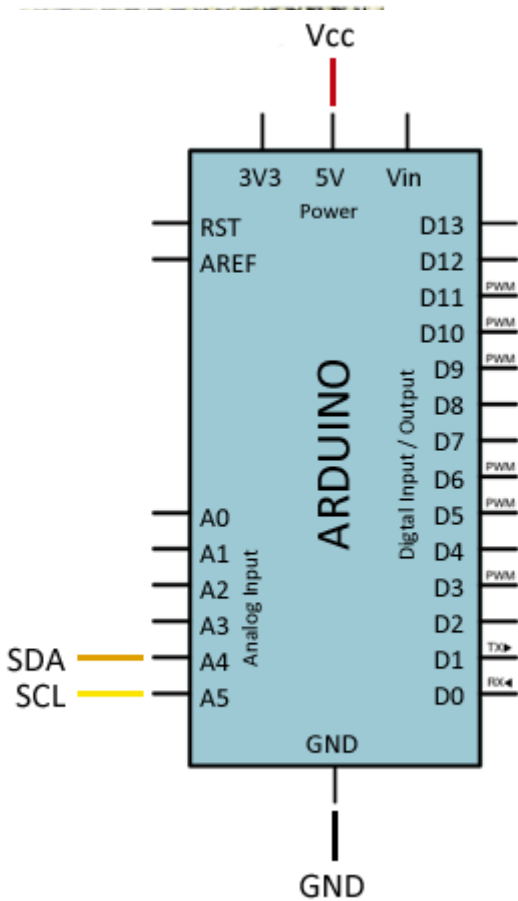 Vcc
3V3 5V Vin
Power
RST
AREF
D13
D12
D11 PWM
D10 PWM
D9 PWM
D8
D7
D6 PWM
D5 PWM
D4
D3 PWM
D2
D1 TX▶
D0 RX◀
ARDUINO
Digtal Input / Output
A0
A1
A2
A3
SDA A4
SCL A5
Analog Input
GND
GND